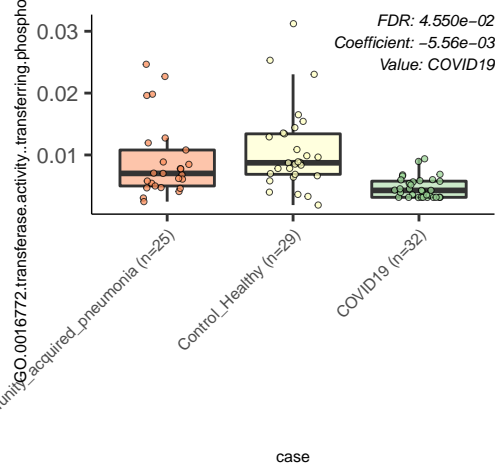 GO.0016772.transferase.activity..transferring.phospho
0.03
0.02
0.01
FDR: 4.550e−02
Coefficient: −5.56e−03
Value: COVID19
unity_acquired_pneumonia (n=25)
Control_Healthy (n=29)
COVID19 (n=32)
case